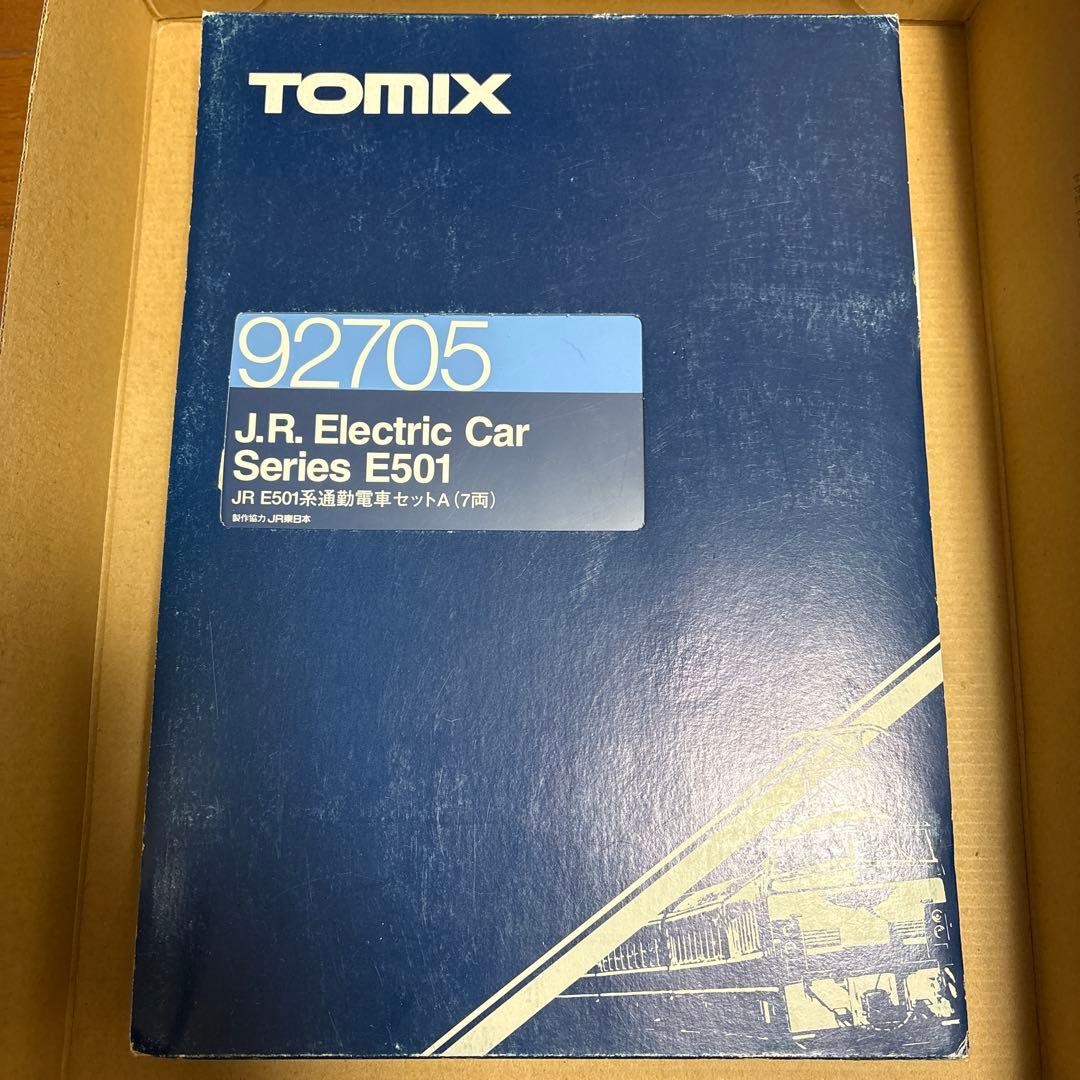 TOMIX
92705
J.R. Electric Car
Series E501
JR E501系通勤電車セットA（7両）
製作協力 JR東日本